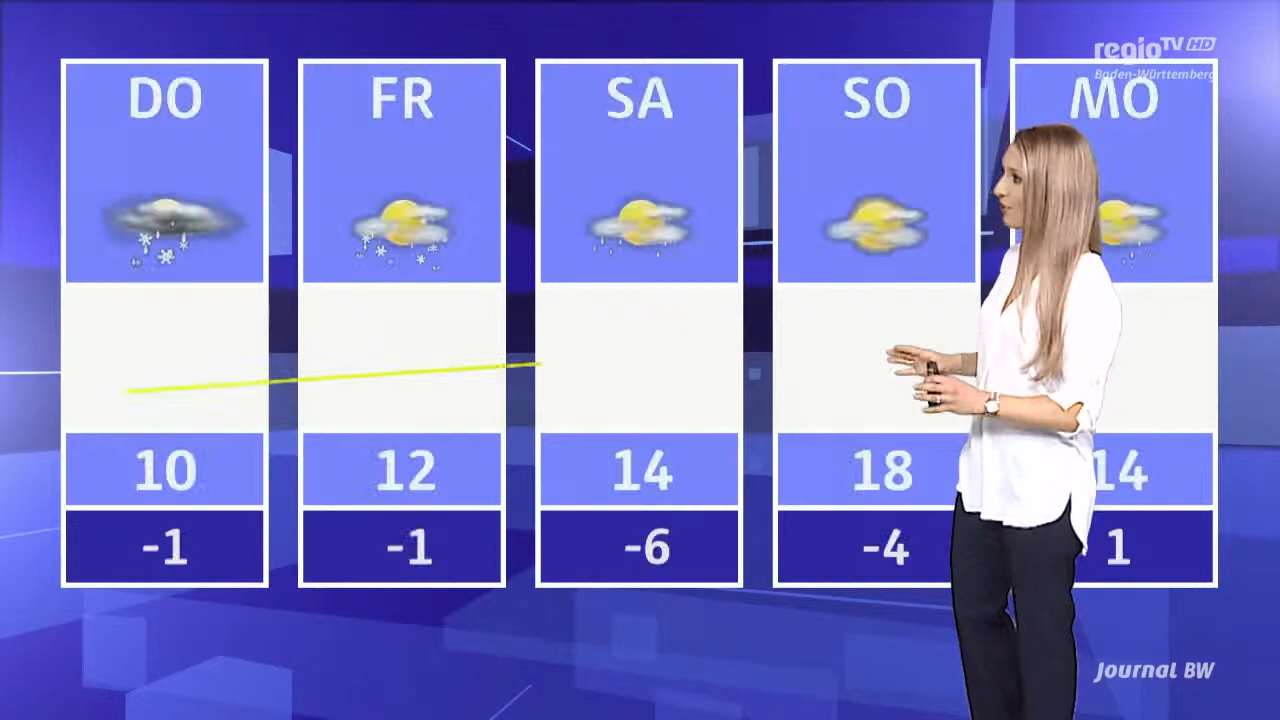 regioTV HD
Baden-Württemberg
DO FR SA SO MO
10 12 14 18 14
-1 -1 -6 -4 1
Journal BW